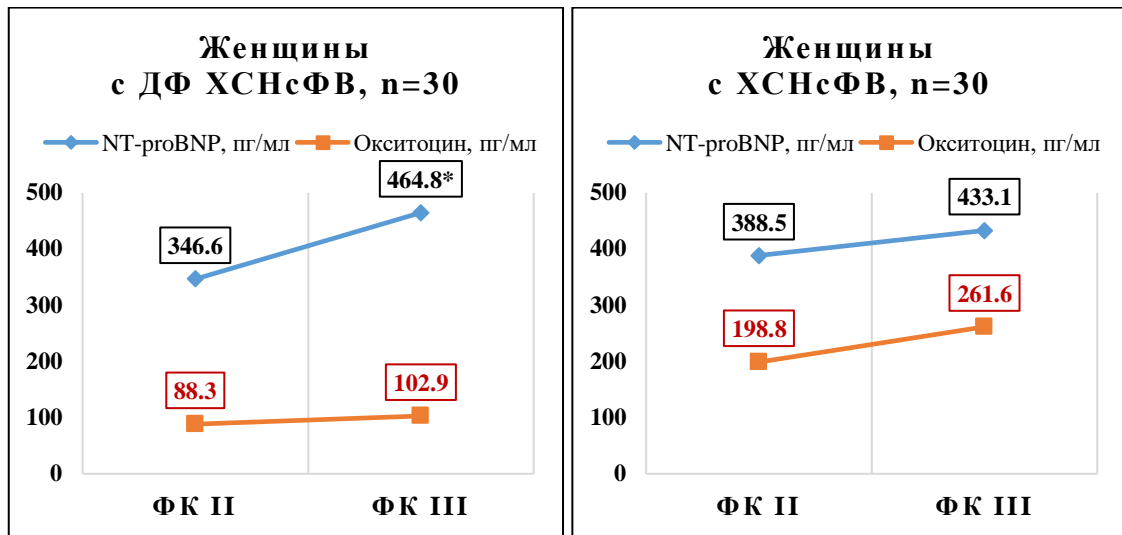 Женщины
с ДФ ХСНсФВ, n=30
NT-proBNP, пг/мл
Окситоцин, пг/мл
500
400
300
200
100
0
346.6
464.8*
88.3
102.9
ФК II
ФК III
Женщины
с ХСНсФВ, n=30
NT-proBNP, пг/мл
Окситоцин, пг/мл
500
400
300
200
100
0
388.5
433.1
198.8
261.6
ФК II
ФК III